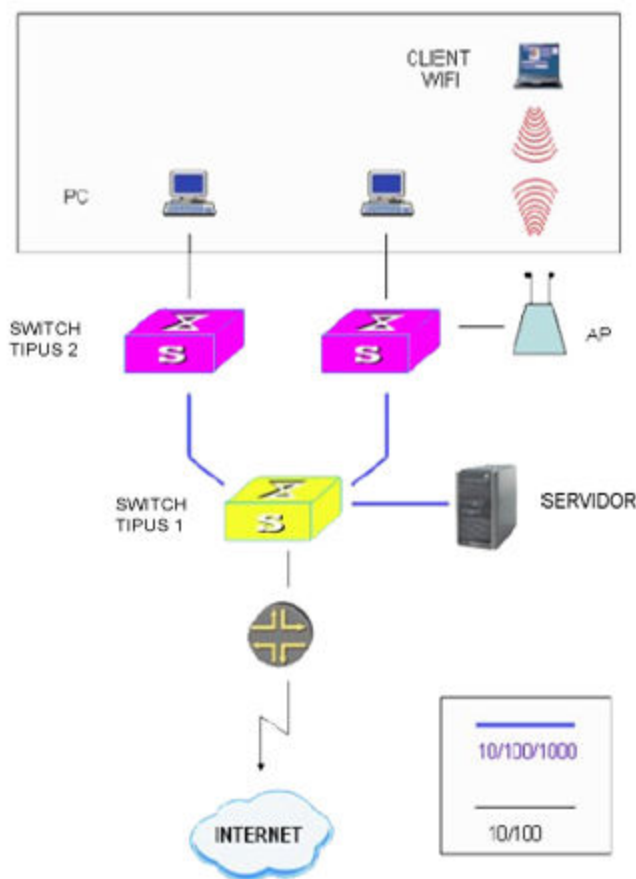 CLIENT
WIFI
PC
SWITCH
TIPUS 2
S
S
AP
SWITCH
TIPUS 1
S
SERVIDOR
10/100/1000
10/100
INTERNET